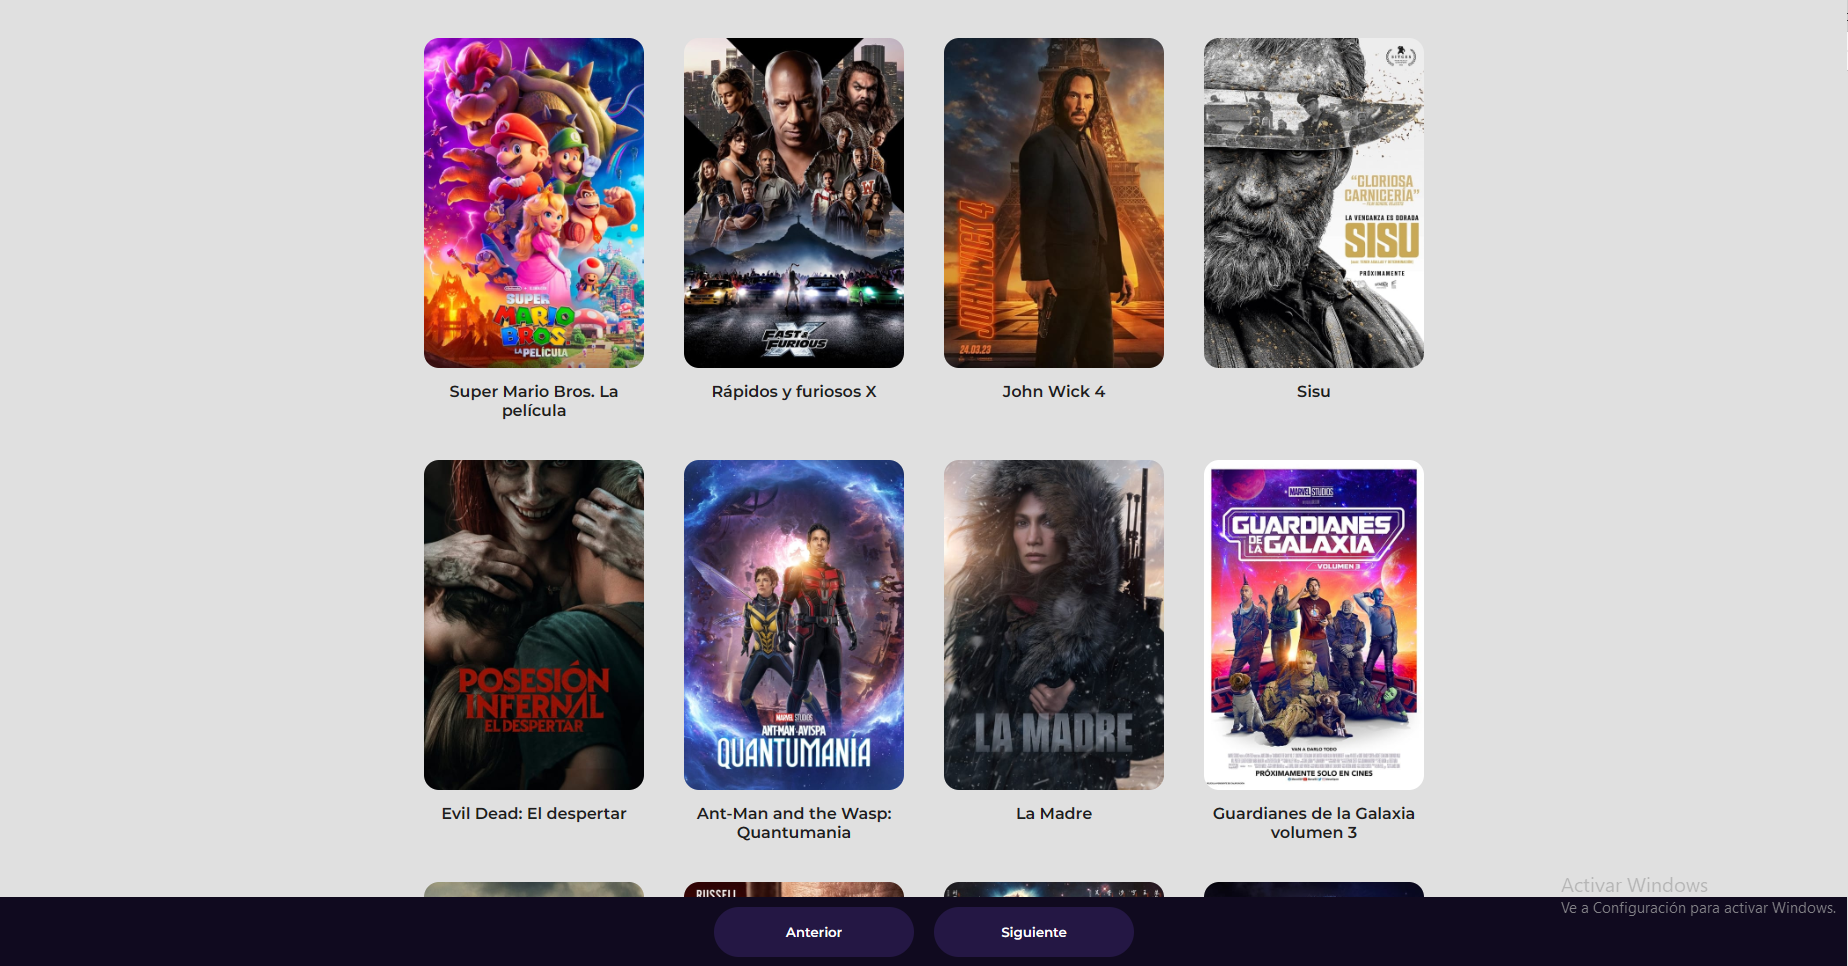 SUPER
MARIO
BROS.
LA PELÍCULA
Super Mario Bros. La
película
FAST &
FURIOUS
X
Rápidos y furiosos X
JOHN WICK 4
24.03.23
John Wick 4
"GLORIOSA
CARNICERÍA"
LA VENGANZA ES DORADA
SISU
PRÓXIMAMENTE
Sisu
POSESIÓN
INFERNAL
EL DESPERTAR
Evil Dead: El despertar
MARVEL STUDIOS
ANT-MAN Y LA AVISPA
QUANTUMANÍA
Ant-Man and the Wasp:
Quantumania
LA MADRE
La Madre
MARVEL STUDIOS
GUARDIANES
DE LA GALAXIA
VOLUMEN 3
VAN A DARLO TODO
PRÓXIMAMENTE SOLO EN CINES
Guardianes de la Galaxia
volumen 3
RUSSELL
Anterior
Siguiente
Activar Windows
Ve a Configuración para activar Windows.